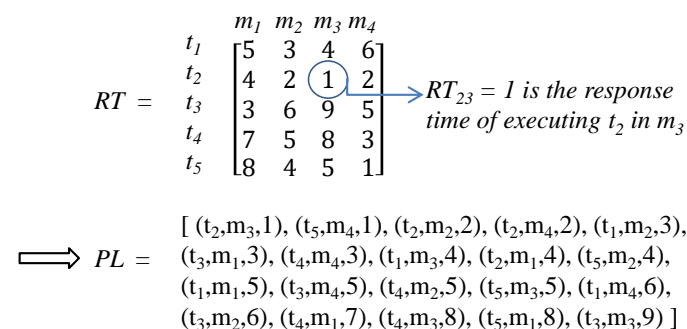 m₁ m₂ m₃ m₄
t₁ 5 3 4 6
t₂ 4 2 1 2
RT = t₃ 3 6 9 5
t₄ 7 5 8 3
t₅ 8 4 5 1
RT₂₃ = 1 is the response
time of executing t₂ in m₃
[ (t₂,m₃,1), (t₅,m₄,1), (t₂,m₂,2), (t₂,m₄,2), (t₁,m₂,3),
PL = (t₃,m₁,3), (t₄,m₄,3), (t₁,m₃,4), (t₂,m₁,4), (t₅,m₂,4),
(t₁,m₁,5), (t₃,m₄,5), (t₄,m₂,5), (t₅,m₃,5), (t₁,m₄,6),
(t₃,m₂,6), (t₄,m₁,7), (t₄,m₃,8), (t₅,m₁,8), (t₃,m₃,9) ]